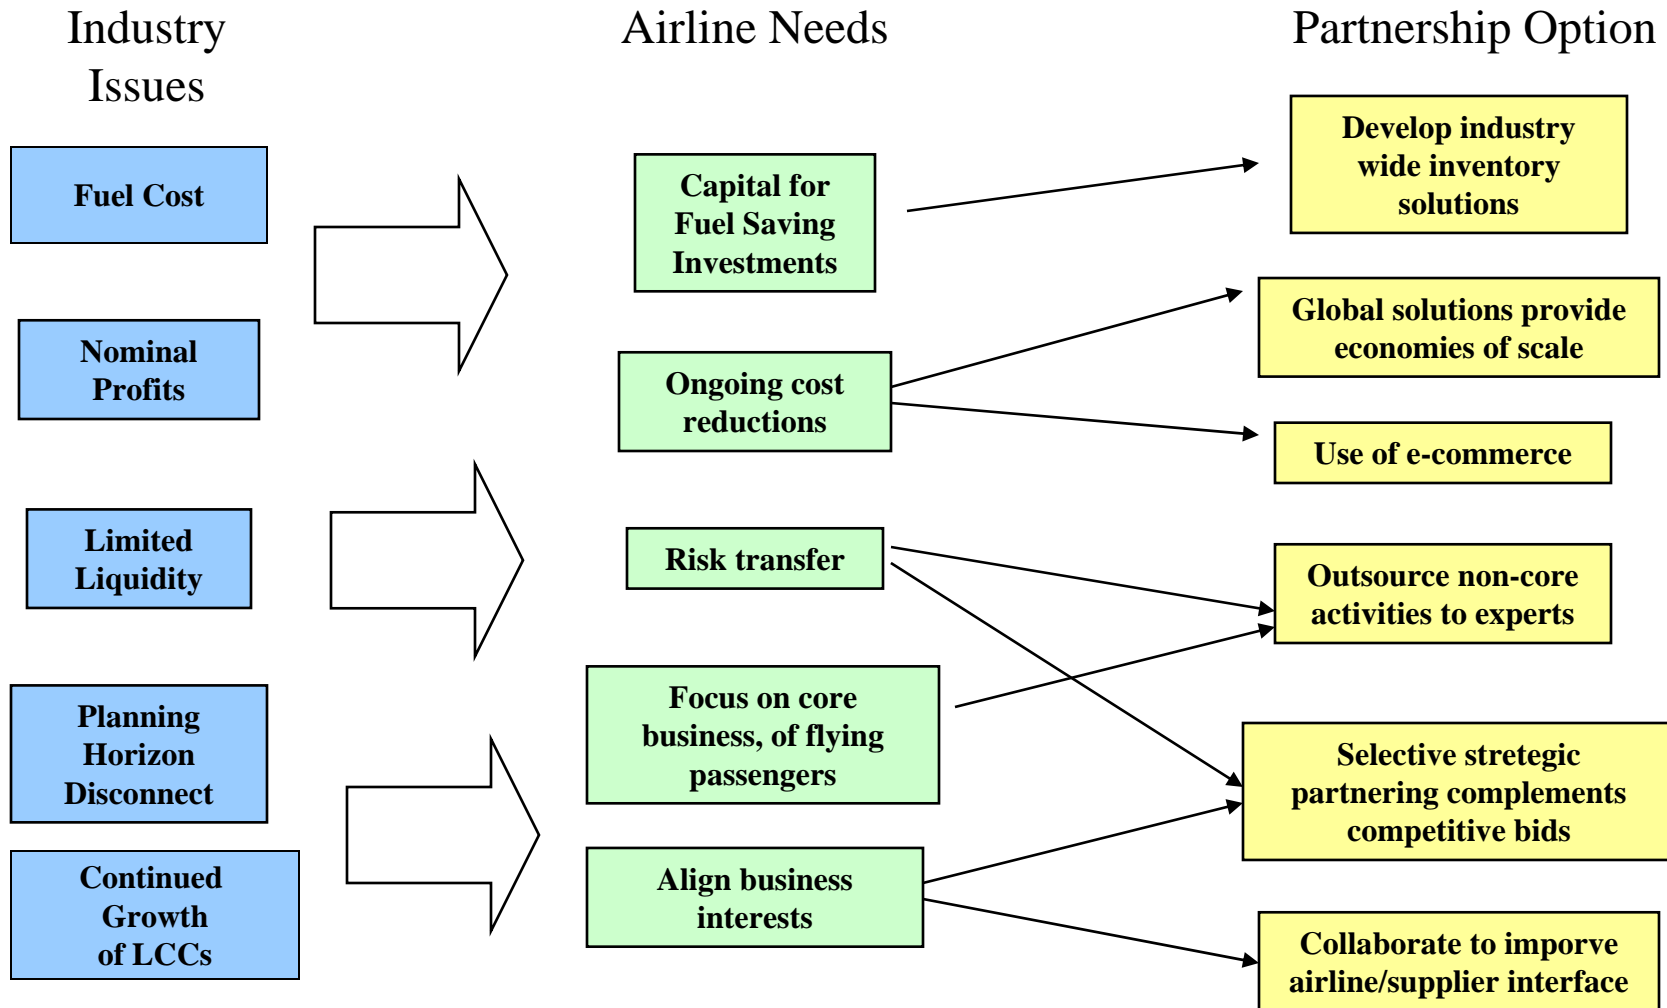 Industry
Issues
Airline Needs
Partnership Option
Fuel Cost
Nominal
Profits
Limited
Liquidity
Planning
Horizon
Disconnect
Continued
Growth
of LCCs
Capital for
Fuel Saving
Investments
Ongoing cost
reductions
Risk transfer
Focus on core
business, of flying
passengers
Align business
interests
Develop industry
wide inventory
solutions
Global solutions provide
economies of scale
Use of e-commerce
Outsource non-core
activities to experts
Selective stretegic
partnering complements
competitive bids
Collaborate to imporve
airline/supplier interface